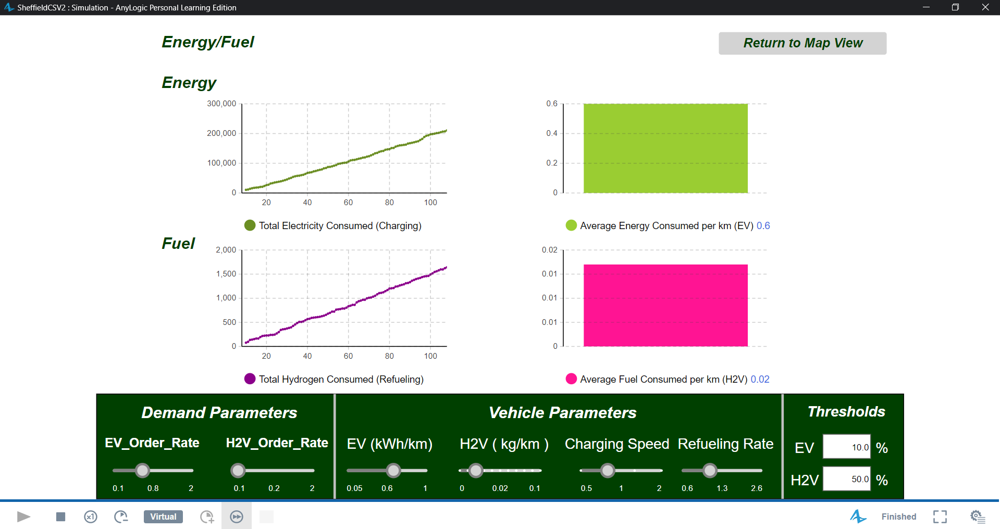 SheffieldCSV2 : Simulation - AnyLogic Personal Learning Edition
Energy/Fuel
Return to Map View
Energy
300,000
200,000
100,000
0
20 40 60 80 100
Total Electricity Consumed (Charging)
0.6
0.4
0.2
0
Average Energy Consumed per km (EV) 0.6
Fuel
2,000
1,500
1,000
500
0
20 40 60 80 100
Total Hydrogen Consumed (Refueling)
0.02
0.01
0.01
0.01
0
Average Fuel Consumed per km (H2V) 0.02
Demand Parameters
EV_Order_Rate H2V_Order_Rate
0.1 0.8 2 0.1 0.2 2
Vehicle Parameters
EV (kWh/km) H2V ( kg/km ) Charging Speed Refueling Rate
0.05 0.6 1 0 0.02 0.1 0.5 1 2 0.6 1.3 2.6
Thresholds
EV 10.0 %
H2V 50.0 %
x1 Virtual Finished